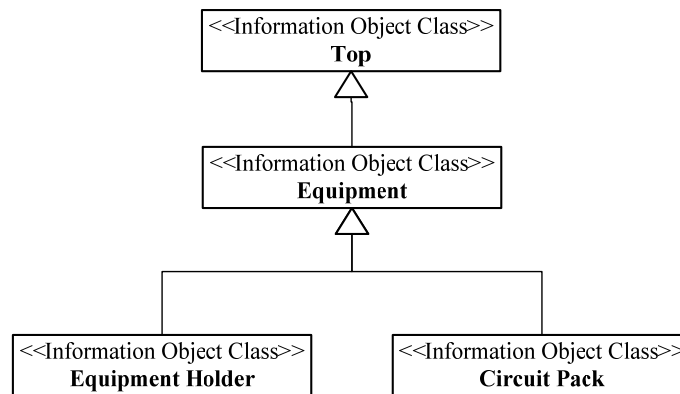 <<Information Object Class>>
Top
<<Information Object Class>>
Equipment
<<Information Object Class>>
Equipment Holder
<<Information Object Class>>
Circuit Pack